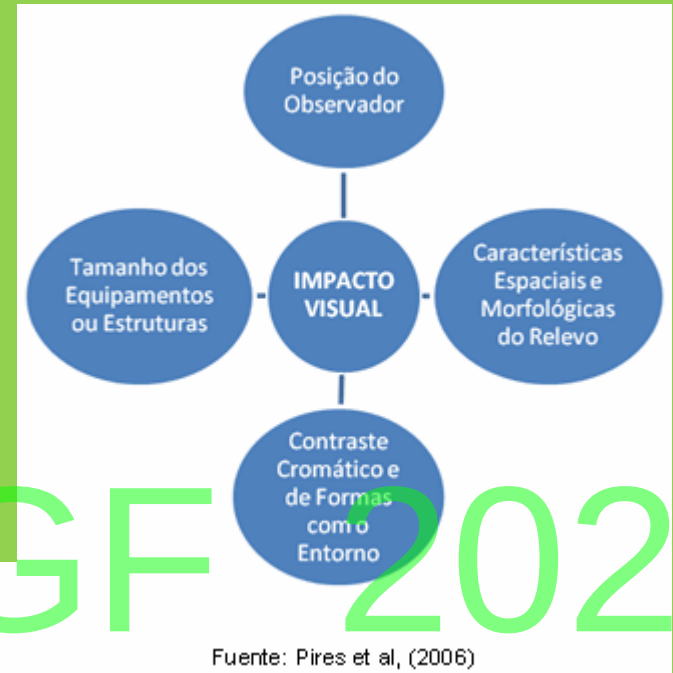 Posição do
Observador
Tamanho dos
Equipamentos
ou Estruturas
IMPACTO
VISUAL
Características
Espaciais e
Morfológicas
do Relevo
Contraste
Cromático e
de Formas
com o
Entorno
GF 202
Fuente: Pires et al, (2006)